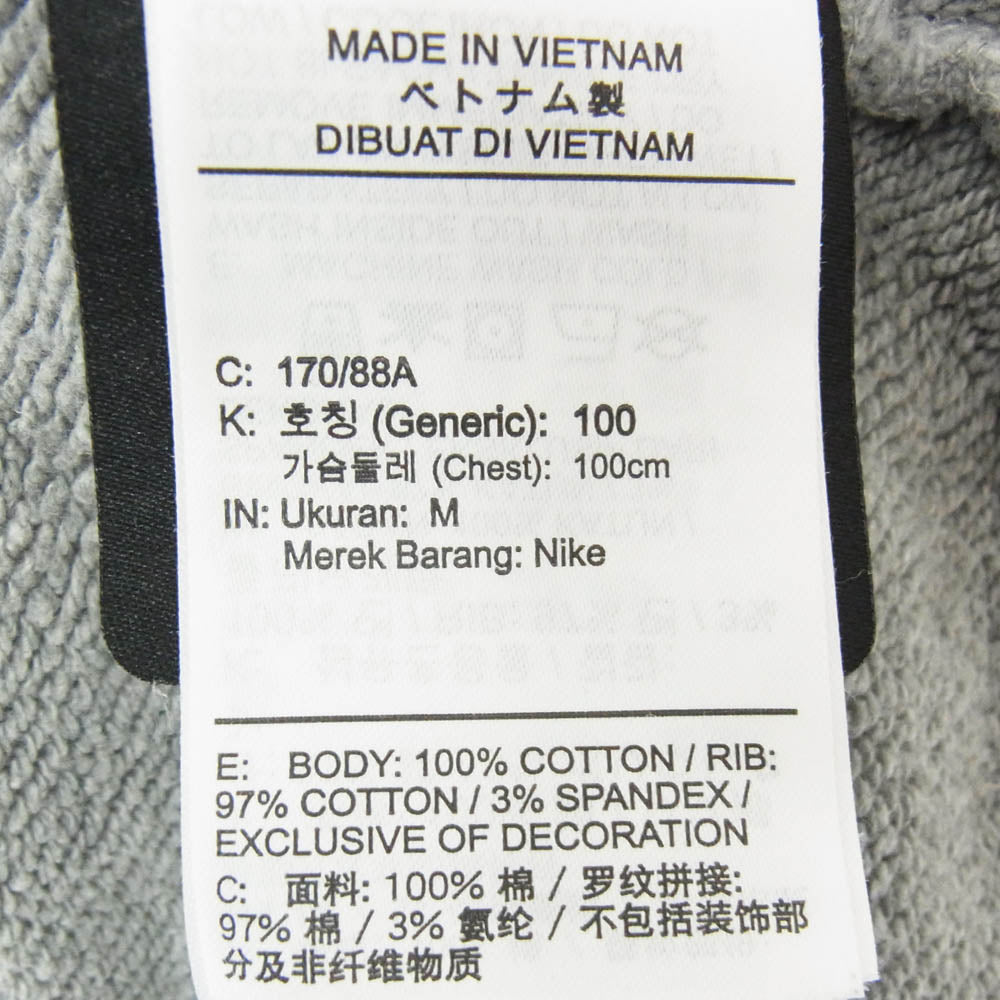 MADE IN VIETNAM
ベトナム製
DIBUAT DI VIETNAM
C: 170/88A
K: 호칭 (Generic): 100
가슴둘레 (Chest): 100cm
IN: Ukuran: M
Merek Barang: Nike
E: BODY: 100% COTTON / RIB:
97% COTTON / 3% SPANDEX /
EXCLUSIVE OF DECORATION
C: 面料: 100% 棉 / 罗纹拼接:
97% 棉 / 3% 氨纶 / 不包括装饰部
分及非纤维物质